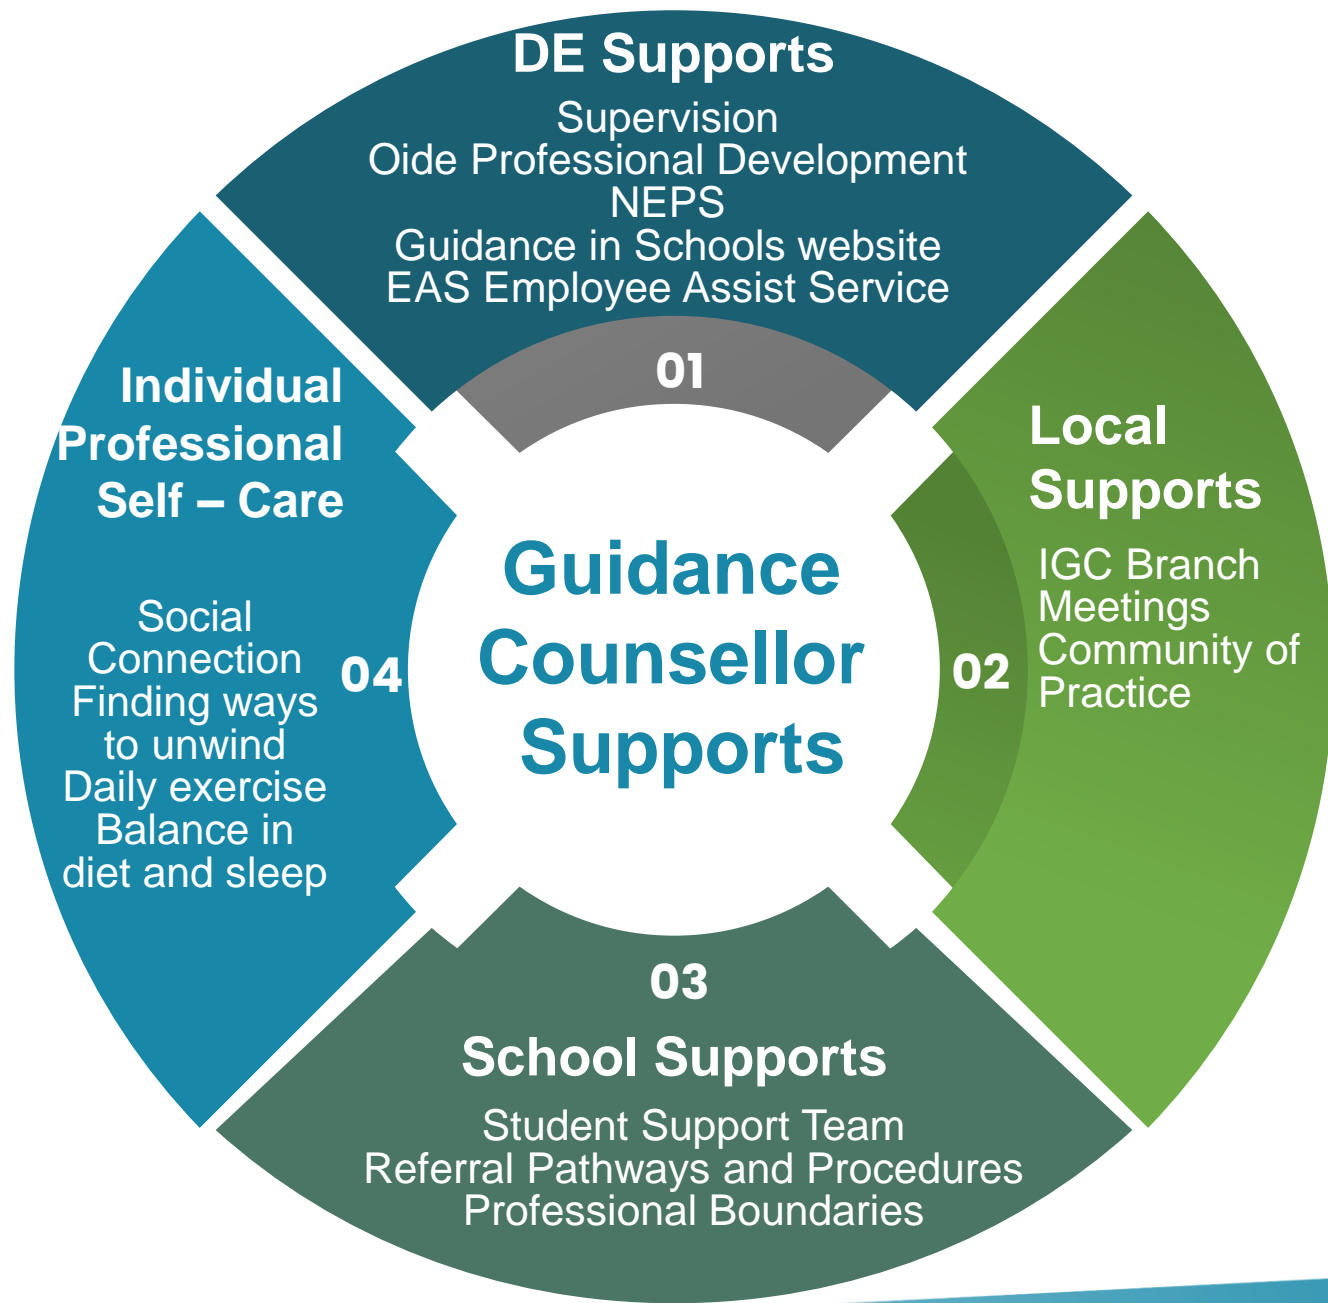 DE Supports
Supervision
Oide Professional Development
NEPS
Guidance in Schools website
EAS Employee Assist Service
01
Local
Supports
IGC Branch
Meetings
Community of
Practice
02
03
School Supports
Student Support Team
Referral Pathways and Procedures
Professional Boundaries
Individual
Professional
Self – Care
Social
Connection
Finding ways
to unwind
Daily exercise
Balance in
diet and sleep
04
Guidance
Counsellor
Supports